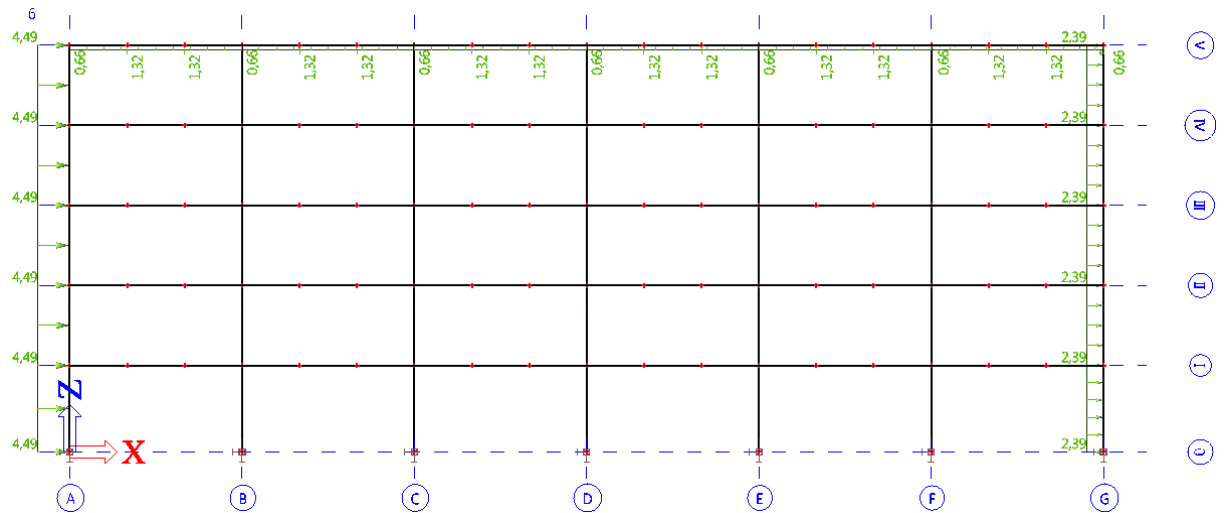 6
4,49 2,39 V
0,66 1,32 1,32 0,66 1,32 1,32 0,66 1,32 1,32 0,66 1,32 1,32 0,66 1,32 1,32 0,66 1,32 1,32 0,66
4,49 2,39 IV
4,49 2,39 III
4,49 2,39 II
4,49 2,39 I
Z
4,49 X 2,39 0
A B C D E F G